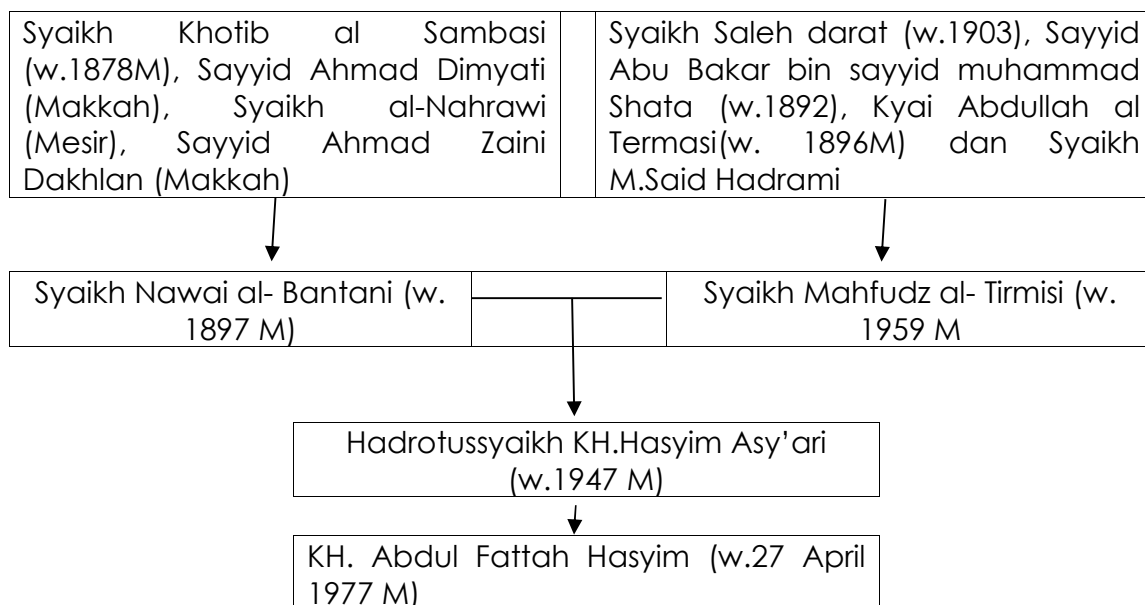 Syaikh Khotib al Sambasi
(w.1878M), Sayyid Ahmad Dimyati
(Makkah), Syaikh al-Nahrawi
(Mesir), Sayyid Ahmad Zaini
Dakhlan (Makkah)
Syaikh Saleh darat (w.1903), Sayyid
Abu Bakar bin sayyid muhammad
Shata (w.1892), Kyai Abdullah al
Termasi(w. 1896M) dan Syaikh
M.Said Hadrami
Syaikh Nawai al- Bantani (w.
1897 M)
Syaikh Mahfudz al- Tirmisi (w.
1959 M
Hadrotussyaikh KH.Hasyim Asy’ari
(w.1947 M)
KH. Abdul Fattah Hasyim (w.27 April
1977 M)